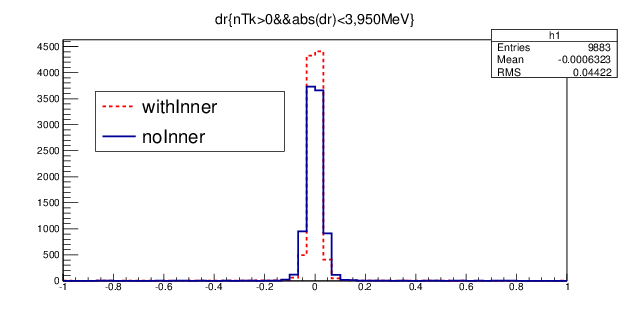 dr{nTk>0&&abs(dr)<3,950MeV}
h1
Entries 9883
Mean -0.0006323
RMS 0.04422
withInner
noInner
4500
4000
3500
3000
2500
2000
1500
1000
500
0
-1 -0.8 -0.6 -0.4 -0.2 0 0.2 0.4 0.6 0.8 1